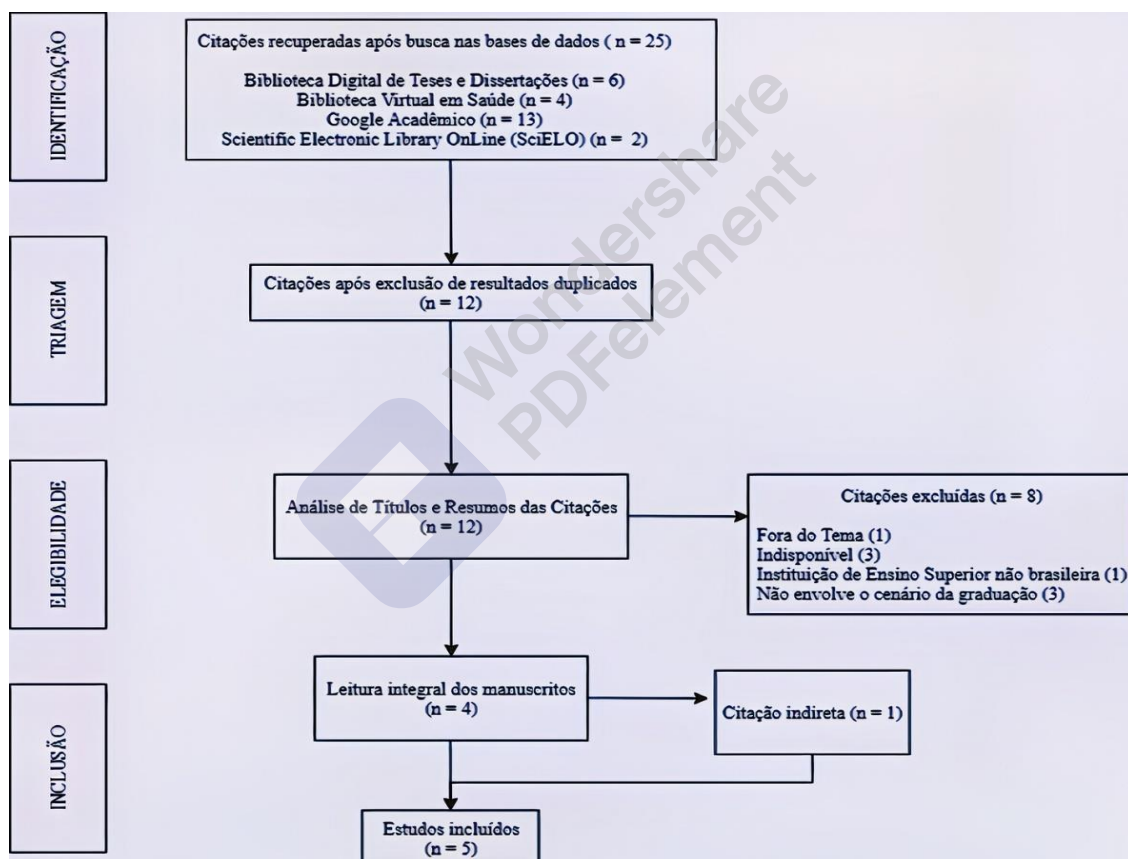 IDENTIFICAÇÃO
Citações recuperadas após busca nas bases de dados ( n = 25)
Biblioteca Digital de Teses e Dissertações (n = 6)
Biblioteca Virtual em Saúde (n = 4)
Google Acadêmico (n = 13)
Scientific Electronic Library OnLine (SciELO) (n = 2)
TRIAGEM
Citações após exclusão de resultados duplicados
(n = 12)
ELEGIBILIDADE
Análise de Títulos e Resumos das Citações
(n = 12)
Citações excluídas (n = 8)
Fora do Tema (1)
Indisponível (3)
Instituição de Ensino Superior não brasileira (1)
Não envolve o cenário da graduação (3)
INCLUSÃO
Leitura integral dos manuscritos
(n = 4)
Citação indireta (n = 1)
Estudos incluídos
(n = 5)
Wondershare
PDFelement